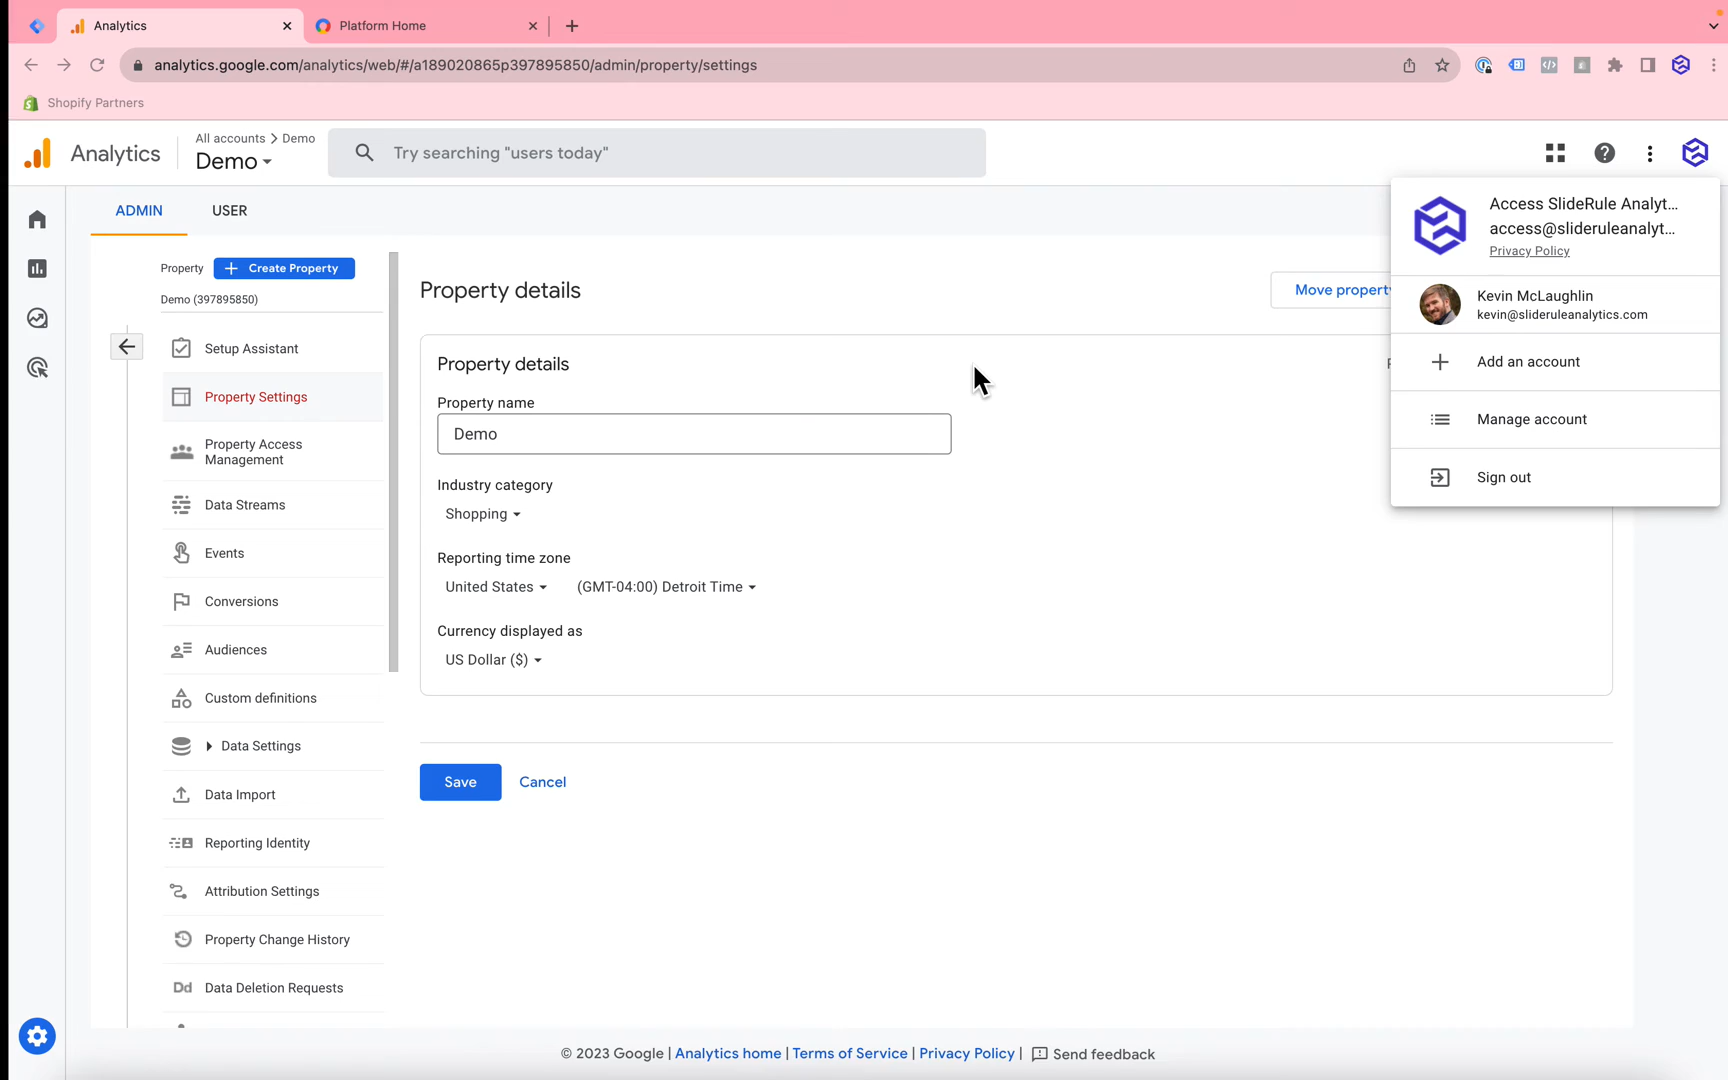 Analytics
Platform Home
analytics.google.com/analytics/web/#/a189020865p397895850/admin/property/settings
Shopify Partners
Analytics
All accounts > Demo
Demo
Try searching "users today"
ADMIN
USER
Property
Create Property
Demo (397895850)
Setup Assistant
Property Settings
Property Access
Management
Data Streams
Events
Conversions
Audiences
Custom definitions
Data Settings
Data Import
Reporting Identity
Attribution Settings
Property Change History
Dd Data Deletion Requests
Property details
Move property
Property details
Property name
Demo
Industry category
Shopping
Reporting time zone
United States
(GMT-04:00) Detroit Time
Currency displayed as
US Dollar ($)
Save
Cancel
Access SlideRule Analyt...
access@slideruleanalyt...
Privacy Policy
Kevin McLaughlin
kevin@slideruleanalytics.com
Add an account
Manage account
Sign out
© 2023 Google | Analytics home | Terms of Service | Privacy Policy | Send feedback